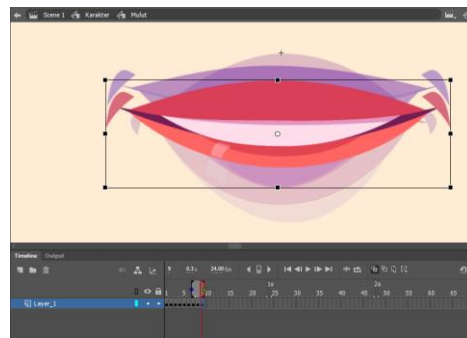 Scene 1 Karakter Mulut
Timeline Output
9 0.3 s 24.00 fps
1s 2s
1 5 10 15 20 25 30 35 40 45 50 55 60 65
Layer_1